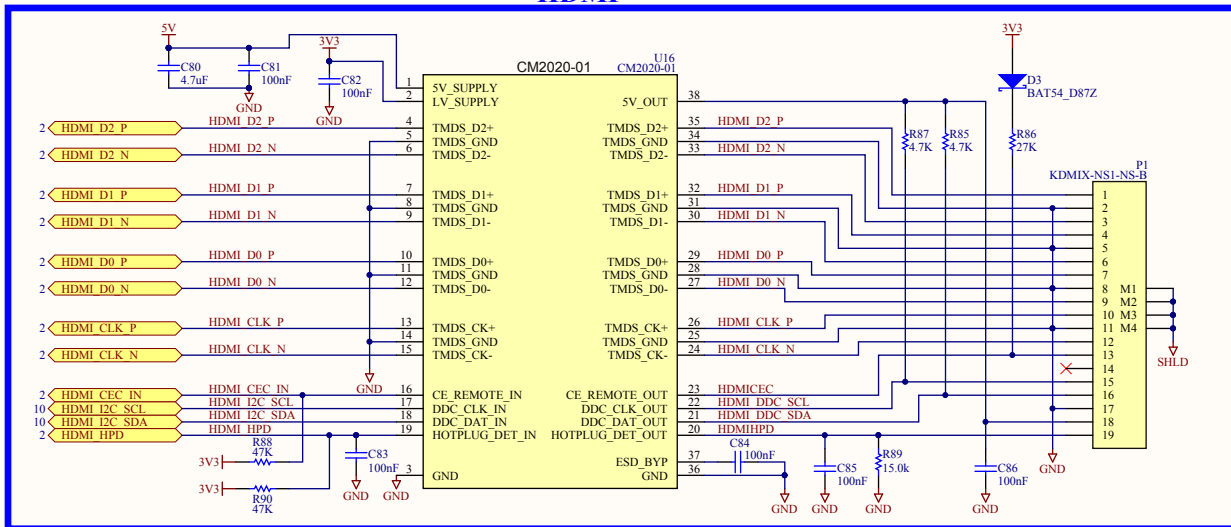 5V
C80
4.7uF
C81
100nF
GND
3V3
C82
100nF
GND
CM2020-01
U16
CM2020-01
3V3
D3
BAT54_D87Z
R87
4.7K
R85
4.7K
R86
27K
P1
KDMIX-NS1-NS-B
1 5V_SUPPLY
2 LV_SUPPLY
5V_OUT 38
2 HDMI_D2_P HDMI_D2_P 4 TMDS_D2+
5 TMDS_GND
2 HDMI_D2_N HDMI_D2_N 6 TMDS_D2-
TMDS_D2+ 35 HDMI_D2_P
TMDS_GND 34
TMDS_D2- 33 HDMI_D2_N
2 HDMI_D1_P HDMI_D1_P 7 TMDS_D1+
8 TMDS_GND
2 HDMI_D1_N HDMI_D1_N 9 TMDS_D1-
TMDS_D1+ 32 HDMI_D1_P
TMDS_GND 31
TMDS_D1- 30 HDMI_D1_N
2 HDMI_D0_P HDMI_D0_P 10 TMDS_D0+
11 TMDS_GND
2 HDMI_D0_N HDMI_D0_N 12 TMDS_D0-
TMDS_D0+ 29 HDMI_D0_P
TMDS_GND 28
TMDS_D0- 27 HDMI_D0_N
2 HDMI_CLK_P HDMI_CLK_P 13 TMDS_CK+
14 TMDS_GND
2 HDMI_CLK_N HDMI_CLK_N 15 TMDS_CK-
TMDS_CK+ 26 HDMI_CLK_P
TMDS_GND 25
TMDS_CK- 24 HDMI_CLK_N
GND
2 HDMI_CEC_IN HDMI_CEC_IN 16 CE_REMOTE_IN
10 HDMI_I2C_SCL HDMI_I2C_SCL 17 DDC_CLK_IN
10 HDMI_I2C_SDA HDMI_I2C_SDA 18 DDC_DAT_IN
2 HDMI_HPD HDMI_HPD 19 HOTPLUG_DET_IN
CE_REMOTE_OUT 23 HDMICEC
DDC_CLK_OUT 22 HDMI_DDC_SCL
DDC_DAT_OUT 21 HDMI_DDC_SDA
HOTPLUG_DET_OUT 20 HDMIHPD
3V3
R88
47K
3V3
R90
47K
C83
100nF
GND
3 GND
GND
ESD_BYP 37
GND 36
C84
100nF
GND
C85
100nF
GND
R89
15.0k
GND
C86
100nF
GND
1
2
3
4
5
6
7
8 M1
9 M2
10 M3
11 M4
12
13
14
15
16
17
18
19
SHLD
GND